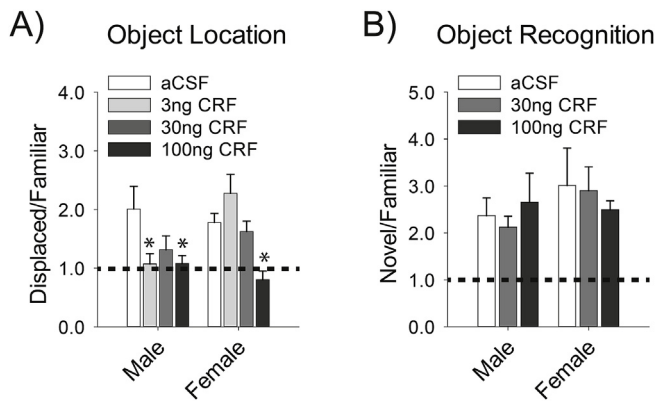 A)
Object Location
aCSF
3ng CRF
30ng CRF
100ng CRF
Displaced/Familiar
4.0
3.0
2.0
1.0
0.0
*
*
*
Male
Female
B)
Object Recognition
aCSF
30ng CRF
100ng CRF
Novel/Familiar
5.0
4.0
3.0
2.0
1.0
0.0
Male
Female